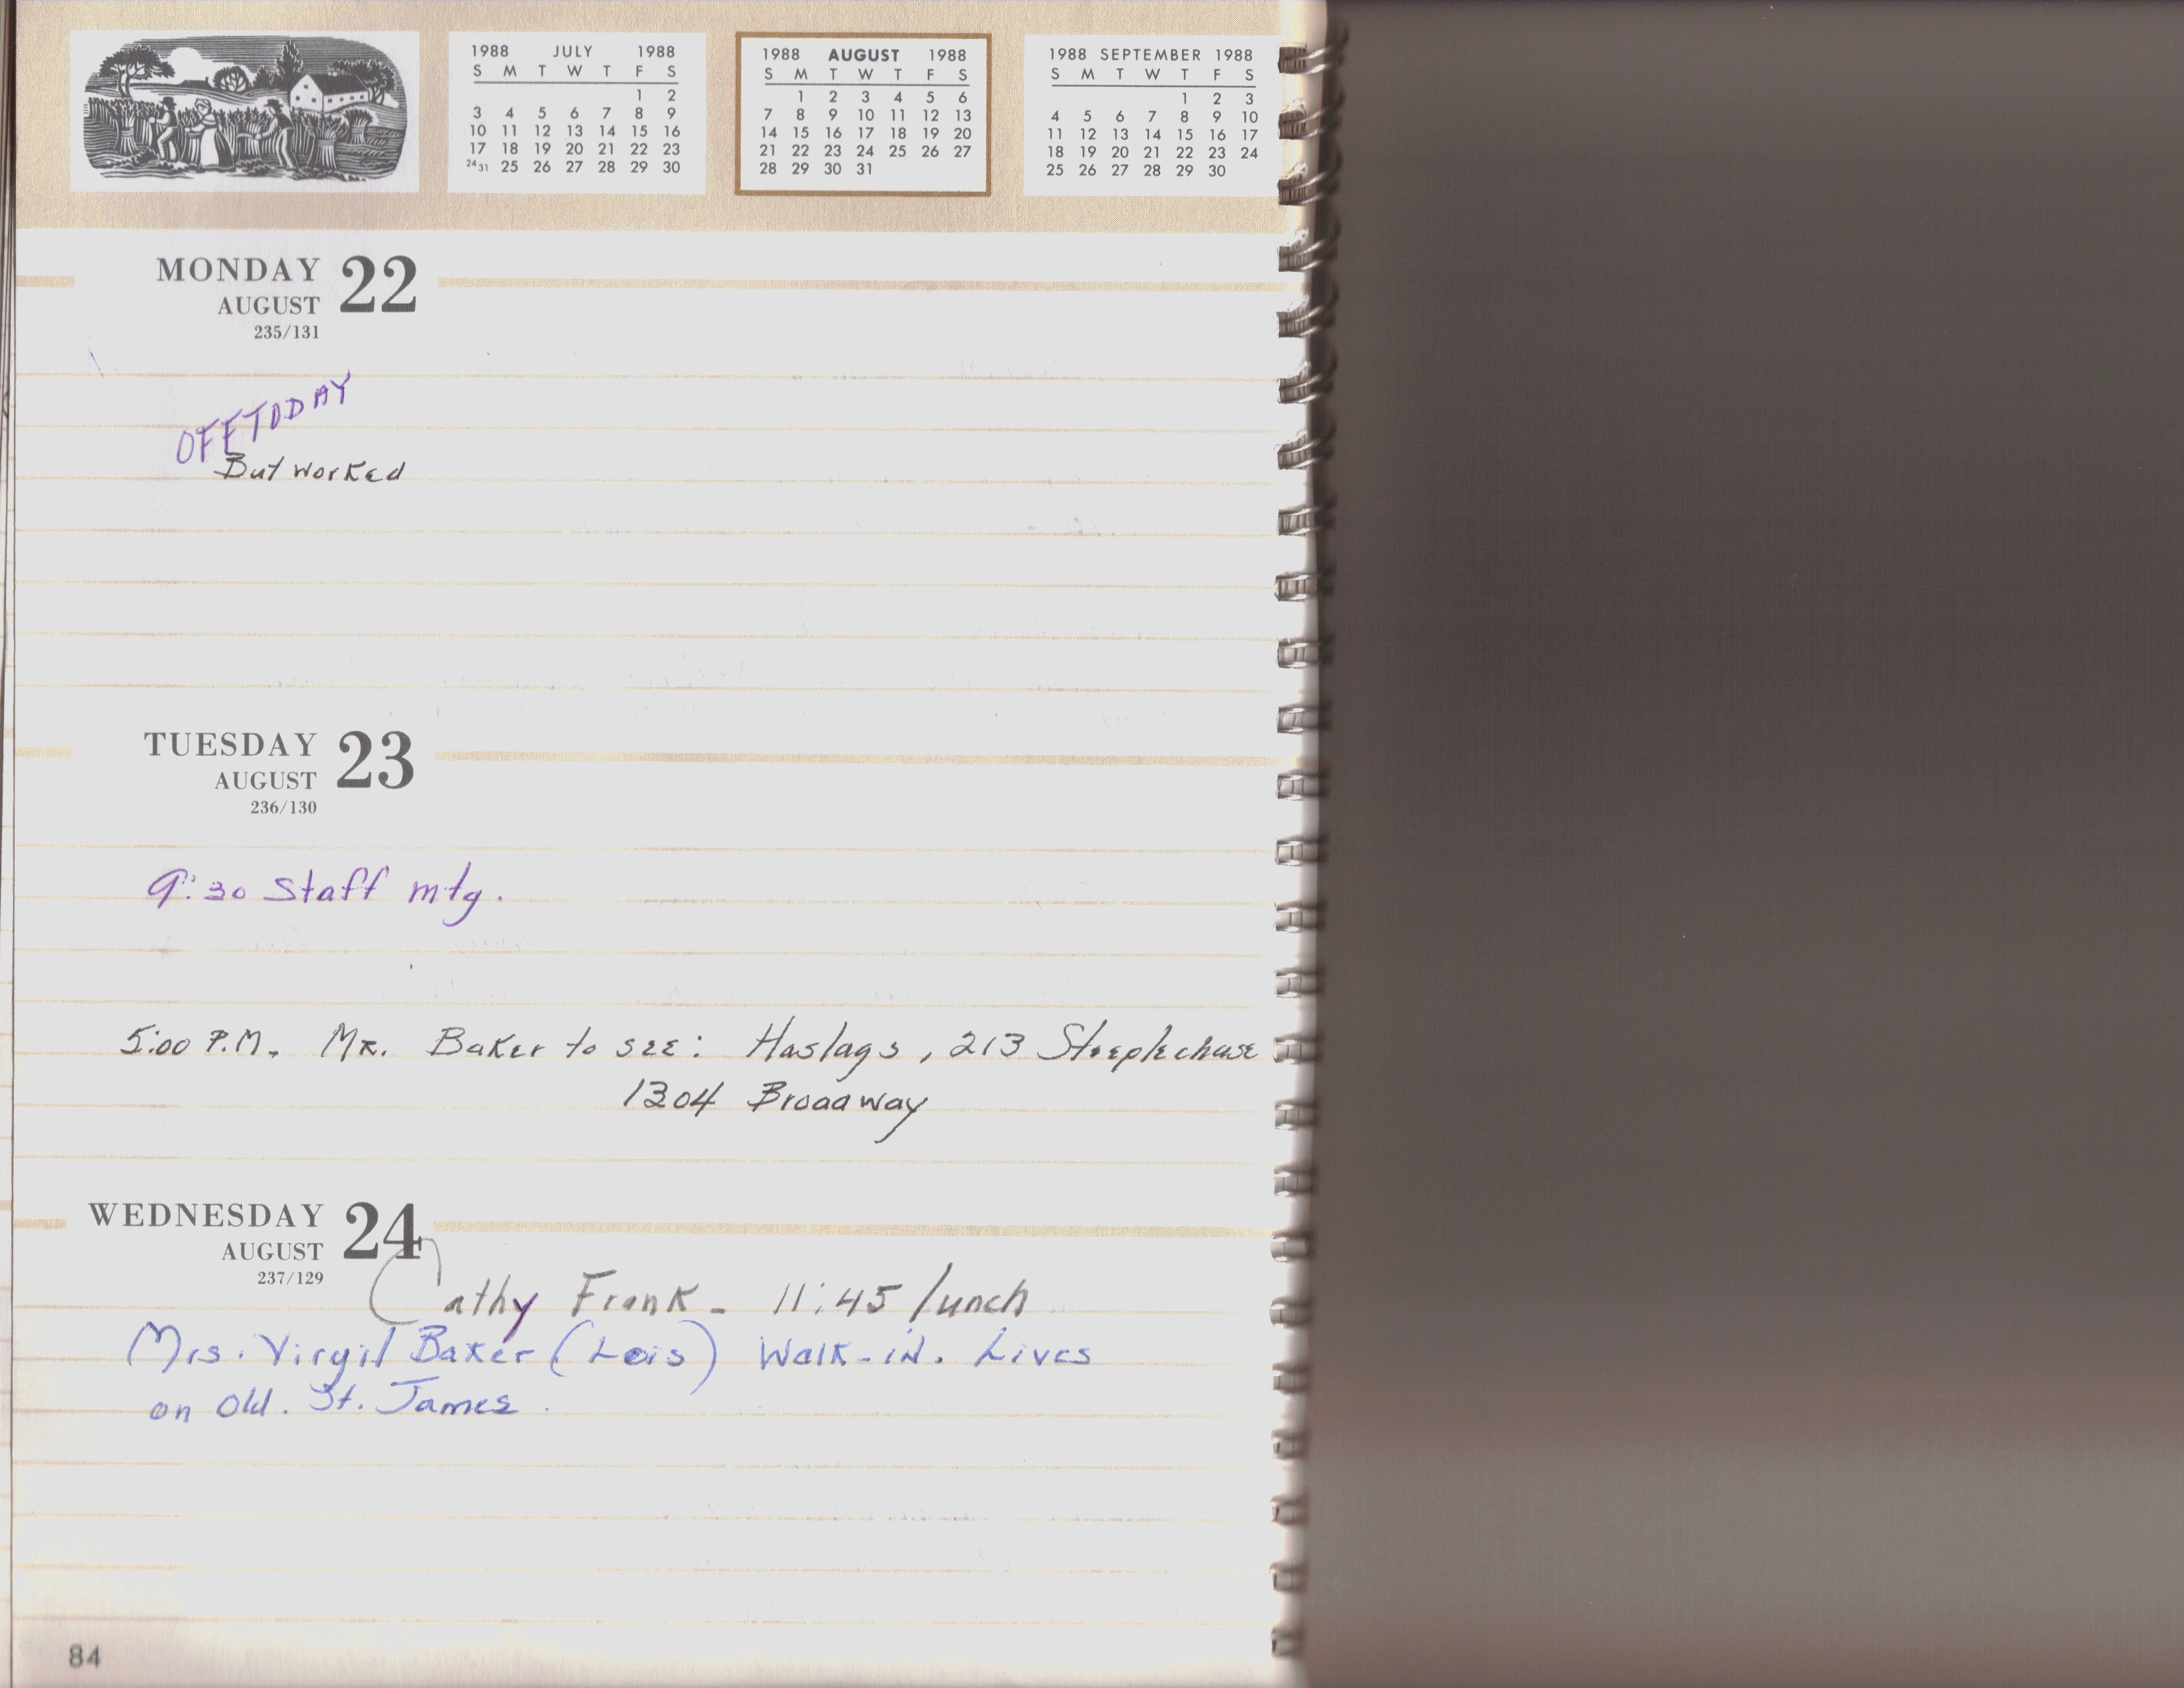 1988 JULY 1988
S M T W T F S
1 2
3 4 5 6 7 8 9
10 11 12 13 14 15 16
17 18 19 20 21 22 23
24 31 25 26 27 28 29 30
1988 AUGUST 1988
S M T W T F S
1 2 3 4 5 6
7 8 9 10 11 12 13
14 15 16 17 18 19 20
21 22 23 24 25 26 27
28 29 30 31
1988 SEPTEMBER 1988
S M T W T F S
1 2 3
4 5 6 7 8 9 10
11 12 13 14 15 16 17
18 19 20 21 22 23 24
25 26 27 28 29 30
MONDAY 22
AUGUST
235/131
OFF TODAY
But worked
TUESDAY 23
AUGUST
236/130
9:30 Staff mtg.
5:00 P.M. MR. Baker to see: Haslags, 213 Steeplechase
1304 Broadway
WEDNESDAY 24
AUGUST
237/129
Cathy Frank - 11:45 lunch
Mrs. Virgil Baker (Lois) Walk-in. Lives
on Old. St. James.
84